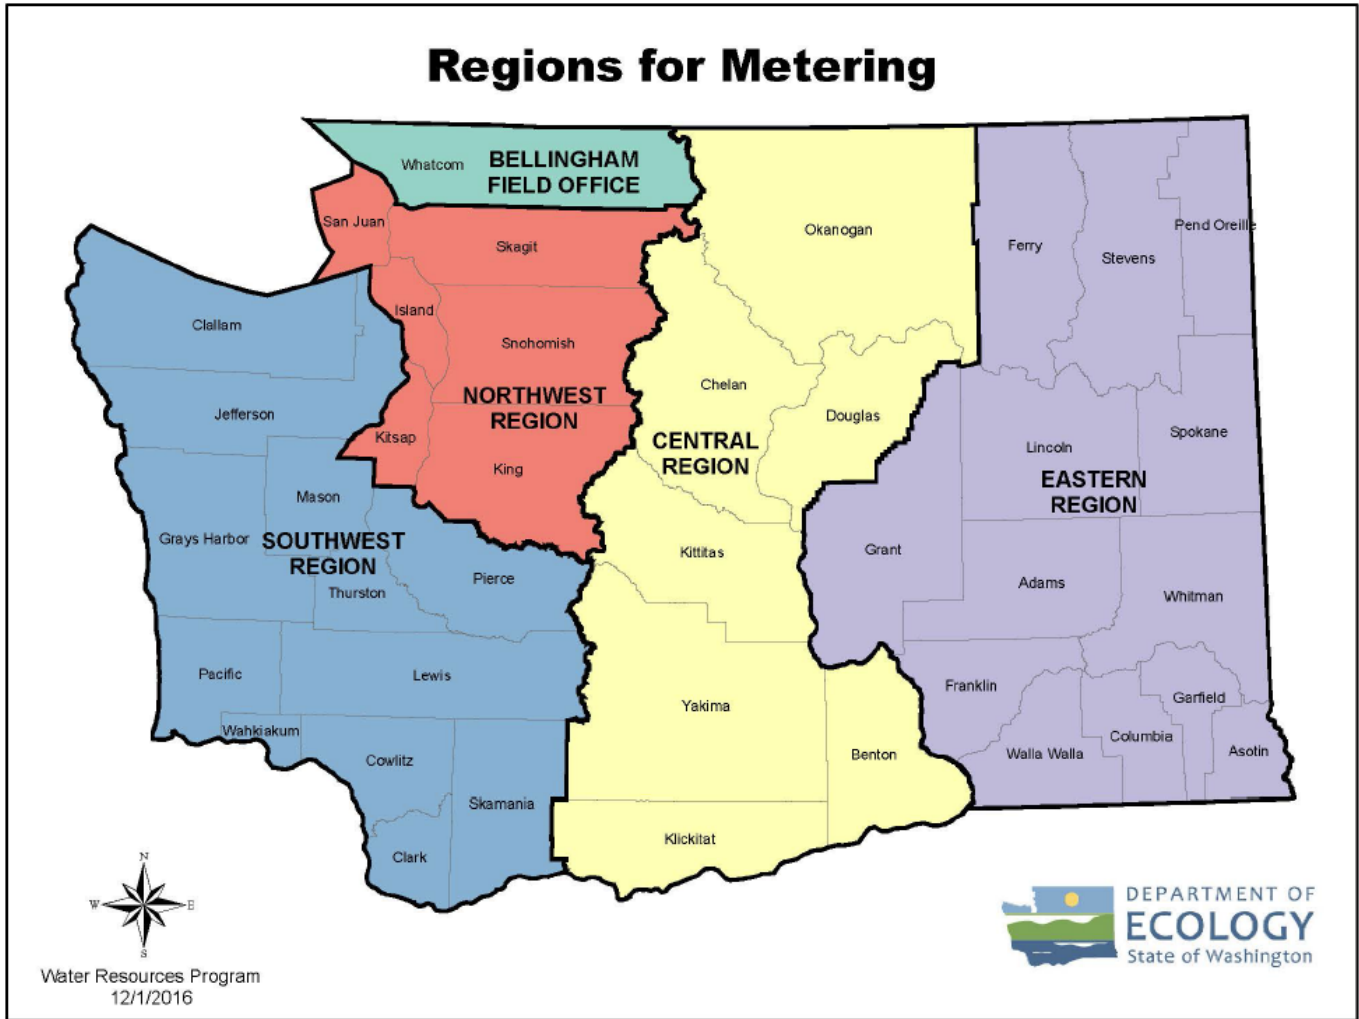 Regions for Metering
Whatcom
BELLINGHAM
FIELD OFFICE
San Juan
Skagit
Okanogan
Ferry
Stevens
Pend Oreille
Clallam
Island
Snohomish
Chelan
Douglas
Jefferson
Kitsap
NORTHWEST
REGION
King
CENTRAL
REGION
Lincoln
Spokane
EASTERN
REGION
Mason
Grays Harbor
SOUTHWEST
REGION
Thurston
Pierce
Kittitas
Grant
Adams
Whitman
Pacific
Lewis
Yakima
Franklin
Garfield
Wahkiakum
Cowlitz
Skamania
Benton
Walla Walla
Columbia
Asotin
Clark
Klickitat
N
W
E
S
Water Resources Program
12/1/2016
DEPARTMENT OF
ECOLOGY
State of Washington